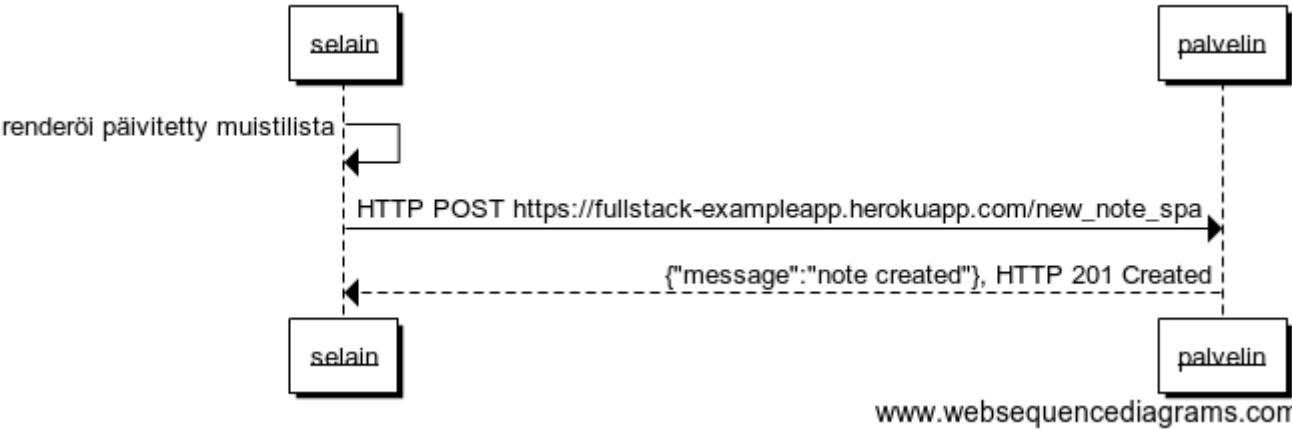 selain
palvelin
renderöi päivitetty muistilista
HTTP POST https://fullstack-exampleapp.herokuapp.com/new_note_spa
{"message":"note created"}, HTTP 201 Created
selain
palvelin
www.websequencediagrams.com